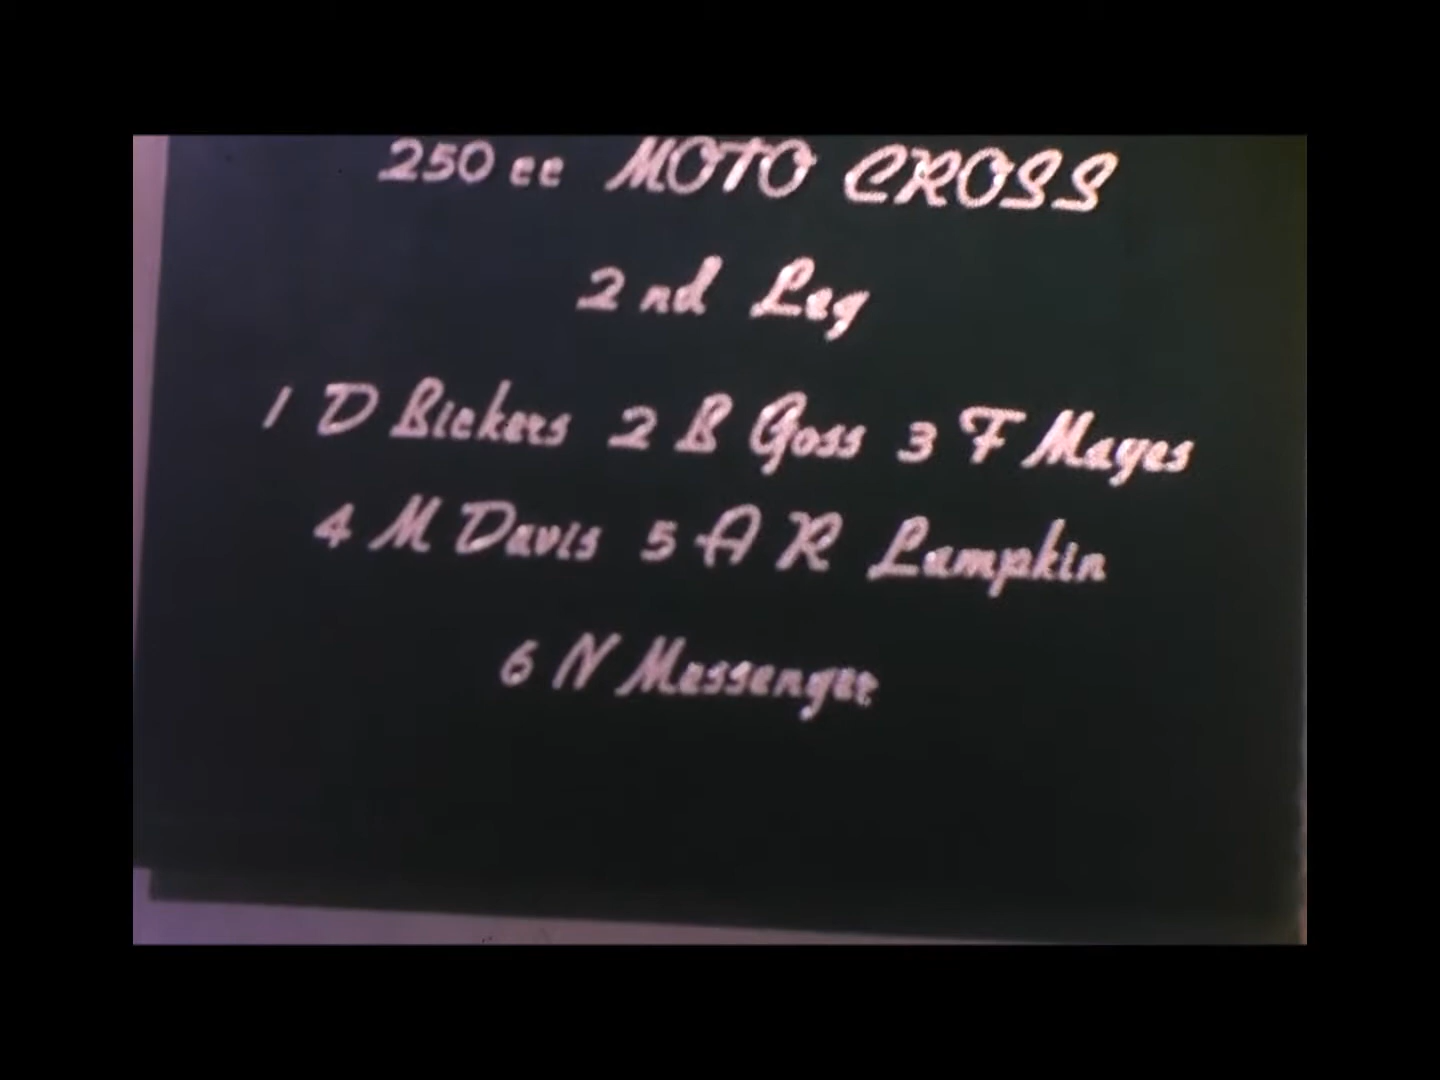 250 cc MOTO CROSS
2nd Leg
1 D Bickers 2 B Goss 3 F Mayes
4 M Davis 5 A R Lampkin
6 N Messenger